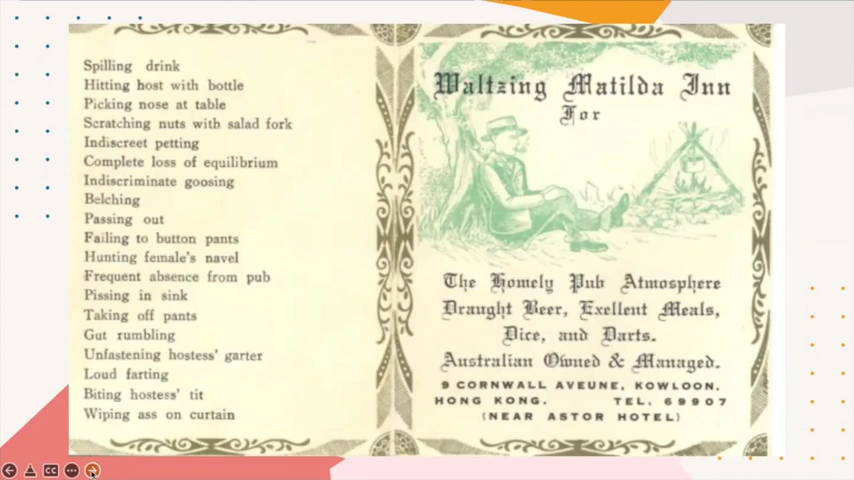 Spilling drink
Hitting host with bottle
Picking nose at table
Scratching nuts with salad fork
Indiscreet petting
Complete loss of equilibrium
Indiscriminate goosing
Belching
Passing out
Failing to button pants
Hunting female's navel
Frequent absence from pub
Pissing in sink
Taking off pants
Gut rumbling
Unfastening hostess' garter
Loud farting
Biting hostess' tit
Wiping ass on curtain
Waltzing Matilda Inn
For
The Homely Pub Atmosphere
Draught Beer, Exellent Meals,
Dice, and Darts.
Australian Owned & Managed.
9 CORNWALL AVEUNE, KOWLOON,
HONG KONG. TEL. 69907
(NEAR ASTOR HOTEL)
CC